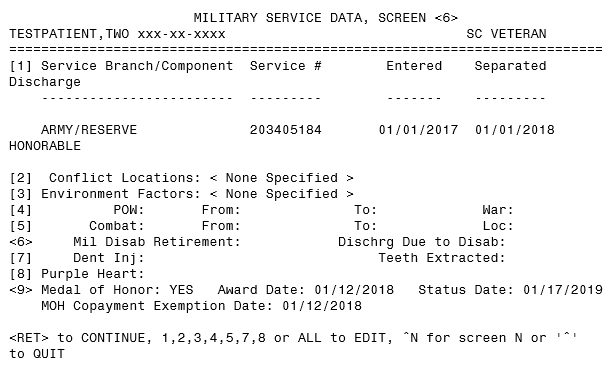 MILITARY SERVICE DATA, SCREEN <6>
TESTPATIENT,TWO xxx-xx-xxxx SC VETERAN
================================================================================
[1] Service Branch/Component Service # Entered Separated
Discharge
------------------------ --------- ------- ---------
ARMY/RESERVE 203405184 01/01/2017 01/01/2018
HONORABLE
[2] Conflict Locations: < None Specified >
[3] Environment Factors: < None Specified >
[4] POW: From: To: War:
[5] Combat: From: To: Loc:
<6> Mil Disab Retirement: Dischrg Due to Disab:
[7] Dent Inj: Teeth Extracted:
[8] Purple Heart:
<9> Medal of Honor: YES Award Date: 01/12/2018 Status Date: 01/17/2019
MOH Copayment Exemption Date: 01/12/2018
<RET> to CONTINUE, 1,2,3,4,5,7,8 or ALL to EDIT, ^N for screen N or '^'
to QUIT